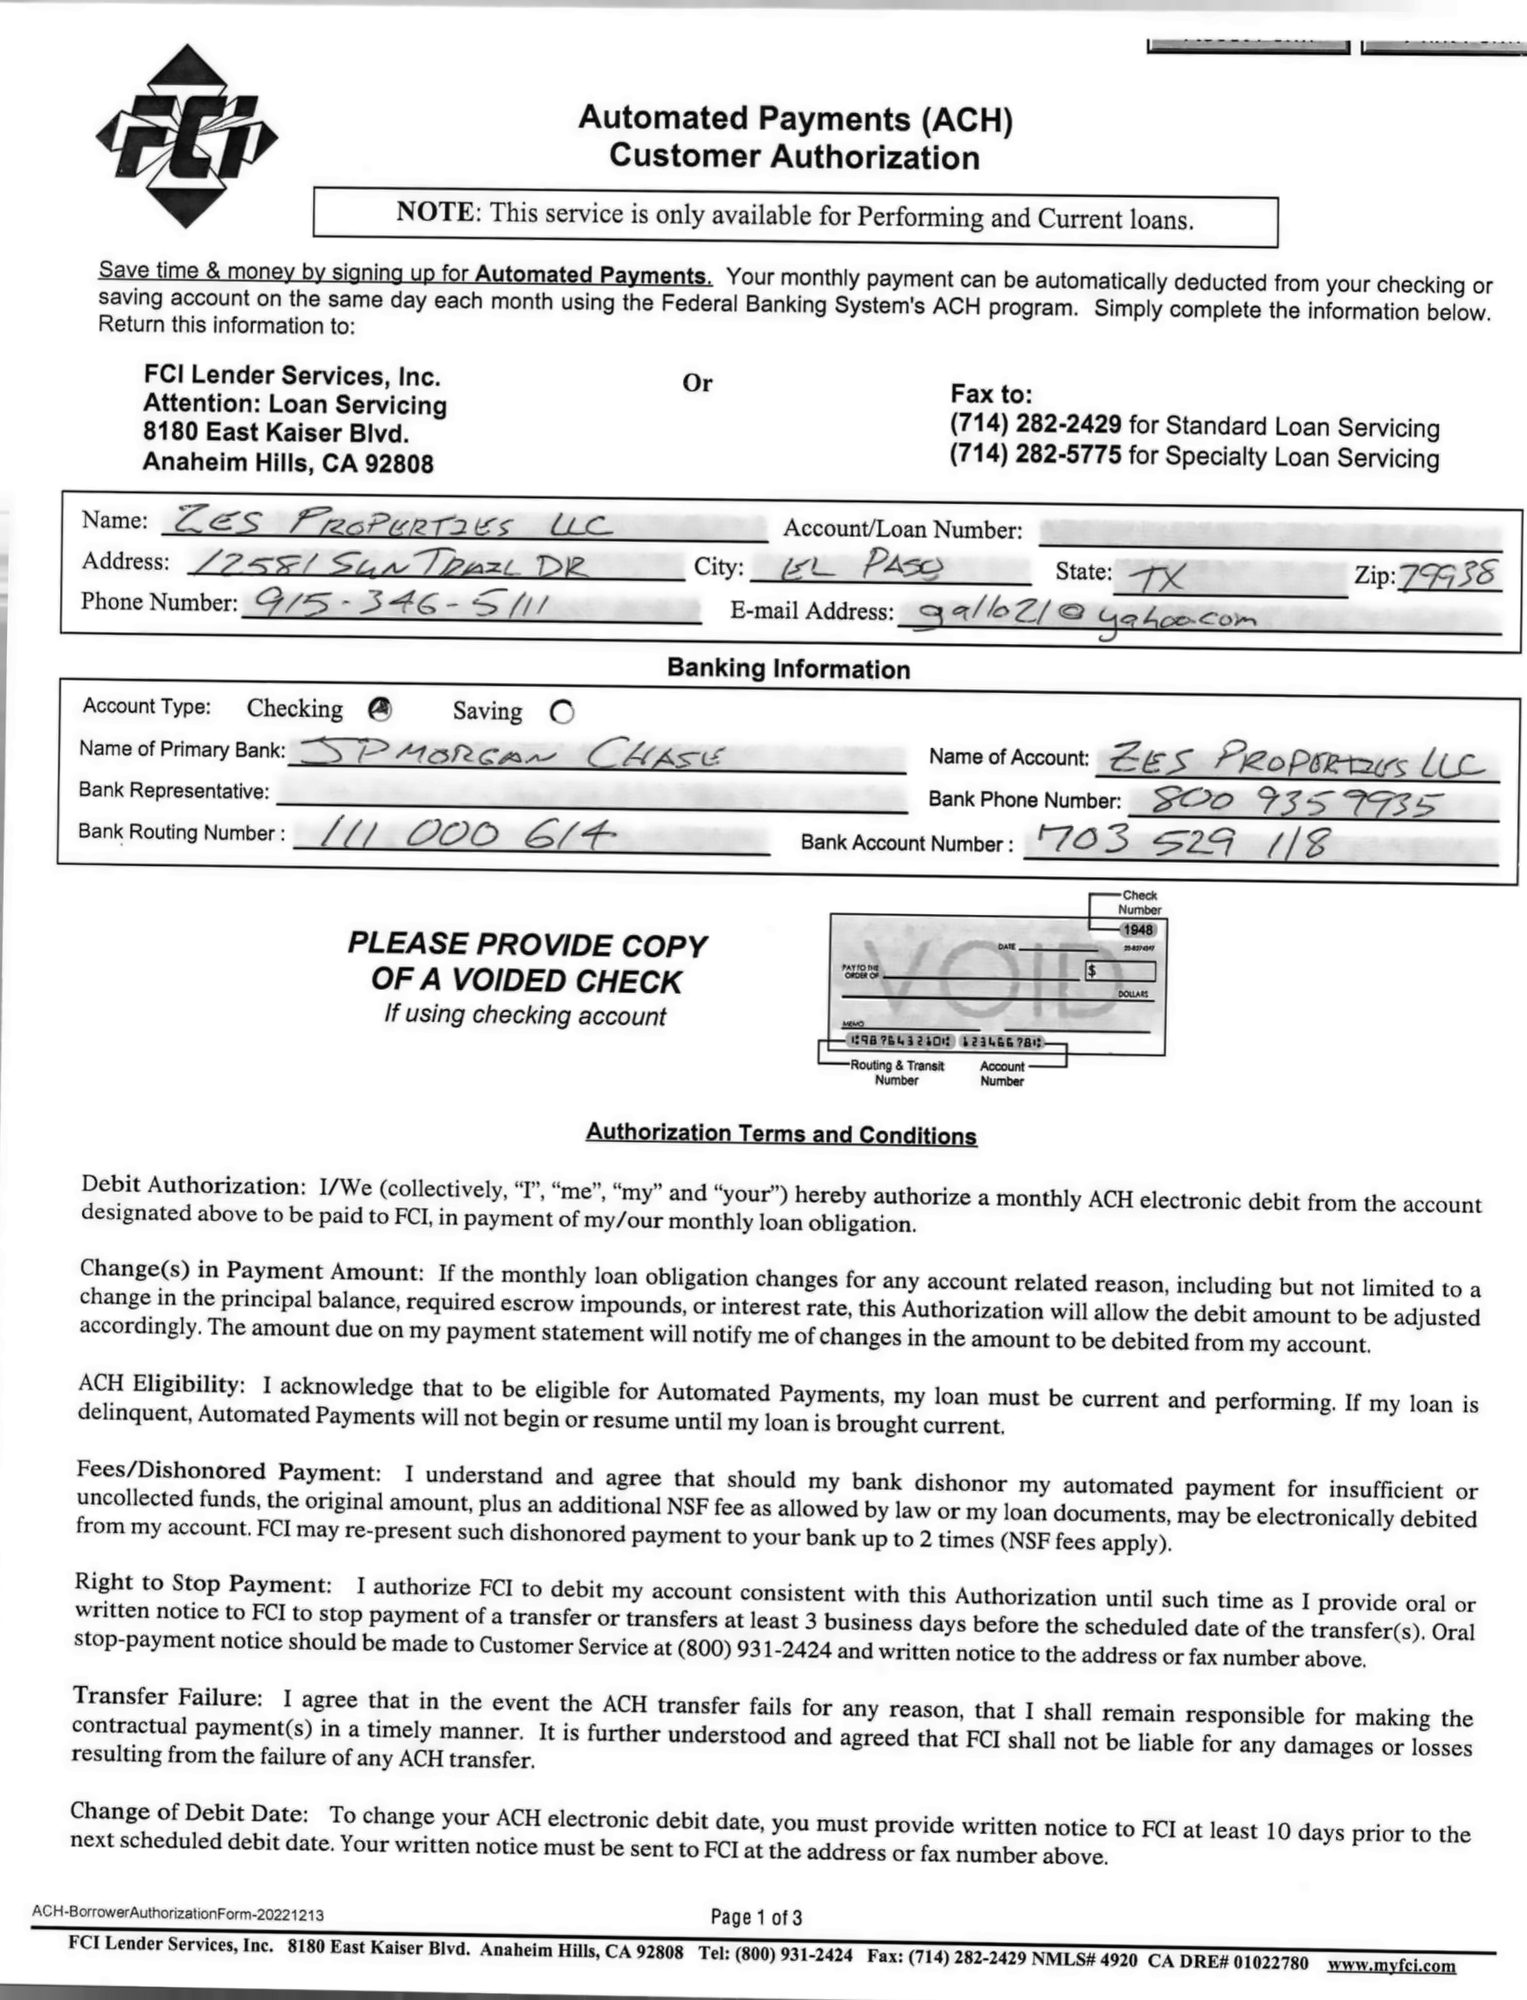 FCI
Automated Payments (ACH)
Customer Authorization
NOTE: This service is only available for Performing and Current loans.
Save time & money by signing up for Automated Payments. Your monthly payment can be automatically deducted from your checking or
saving account on the same day each month using the Federal Banking System's ACH program. Simply complete the information below.
Return this information to:
FCI Lender Services, Inc.
Attention: Loan Servicing
8180 East Kaiser Blvd.
Anaheim Hills, CA 92808
Or
Fax to:
(714) 282-2429 for Standard Loan Servicing
(714) 282-5775 for Specialty Loan Servicing
Name: ZES PROPERTIES LLC Account/Loan Number:
Address: 12581 SUN TRAIL DR City: EL PASO State: TX Zip: 79938
Phone Number: 915-346-5111 E-mail Address: gallo21@yahoo.com
Banking Information
Account Type: Checking Saving
Name of Primary Bank: JP MORGAN CHASE Name of Account: ZES PROPERTIES LLC
Bank Representative: Bank Phone Number: 800 935 9935
Bank Routing Number : 111 000 614 Bank Account Number : 703 529 118
PLEASE PROVIDE COPY
OF A VOIDED CHECK
If using checking account
Check
Number
1948
DATE
PAY TO THE
ORDER OF
$
DOLLARS
VOID
MEMO
Routing & Transit
Number
Account
Number
Authorization Terms and Conditions
Debit Authorization: I/We (collectively, “I”, “me”, “my” and “your”) hereby authorize a monthly ACH electronic debit from the account
designated above to be paid to FCI, in payment of my/our monthly loan obligation.
Change(s) in Payment Amount: If the monthly loan obligation changes for any account related reason, including but not limited to a
change in the principal balance, required escrow impounds, or interest rate, this Authorization will allow the debit amount to be adjusted
accordingly. The amount due on my payment statement will notify me of changes in the amount to be debited from my account.
ACH Eligibility: I acknowledge that to be eligible for Automated Payments, my loan must be current and performing. If my loan is
delinquent, Automated Payments will not begin or resume until my loan is brought current.
Fees/Dishonored Payment: I understand and agree that should my bank dishonor my automated payment for insufficient or
uncollected funds, the original amount, plus an additional NSF fee as allowed by law or my loan documents, may be electronically debited
from my account. FCI may re-present such dishonored payment to your bank up to 2 times (NSF fees apply).
Right to Stop Payment: I authorize FCI to debit my account consistent with this Authorization until such time as I provide oral or
written notice to FCI to stop payment of a transfer or transfers at least 3 business days before the scheduled date of the transfer(s). Oral
stop-payment notice should be made to Customer Service at (800) 931-2424 and written notice to the address or fax number above.
Transfer Failure: I agree that in the event the ACH transfer fails for any reason, that I shall remain responsible for making the
contractual payment(s) in a timely manner. It is further understood and agreed that FCI shall not be liable for any damages or losses
resulting from the failure of any ACH transfer.
Change of Debit Date: To change your ACH electronic debit date, you must provide written notice to FCI at least 10 days prior to the
next scheduled debit date. Your written notice must be sent to FCI at the address or fax number above.
ACH-BorrowerAuthorizationForm-20221213
Page 1 of 3
FCI Lender Services, Inc. 8180 East Kaiser Blvd. Anaheim Hills, CA 92808 Tel: (800) 931-2424 Fax: (714) 282-2429 NMLS# 4920 CA DRE# 01022780 www.myfci.com